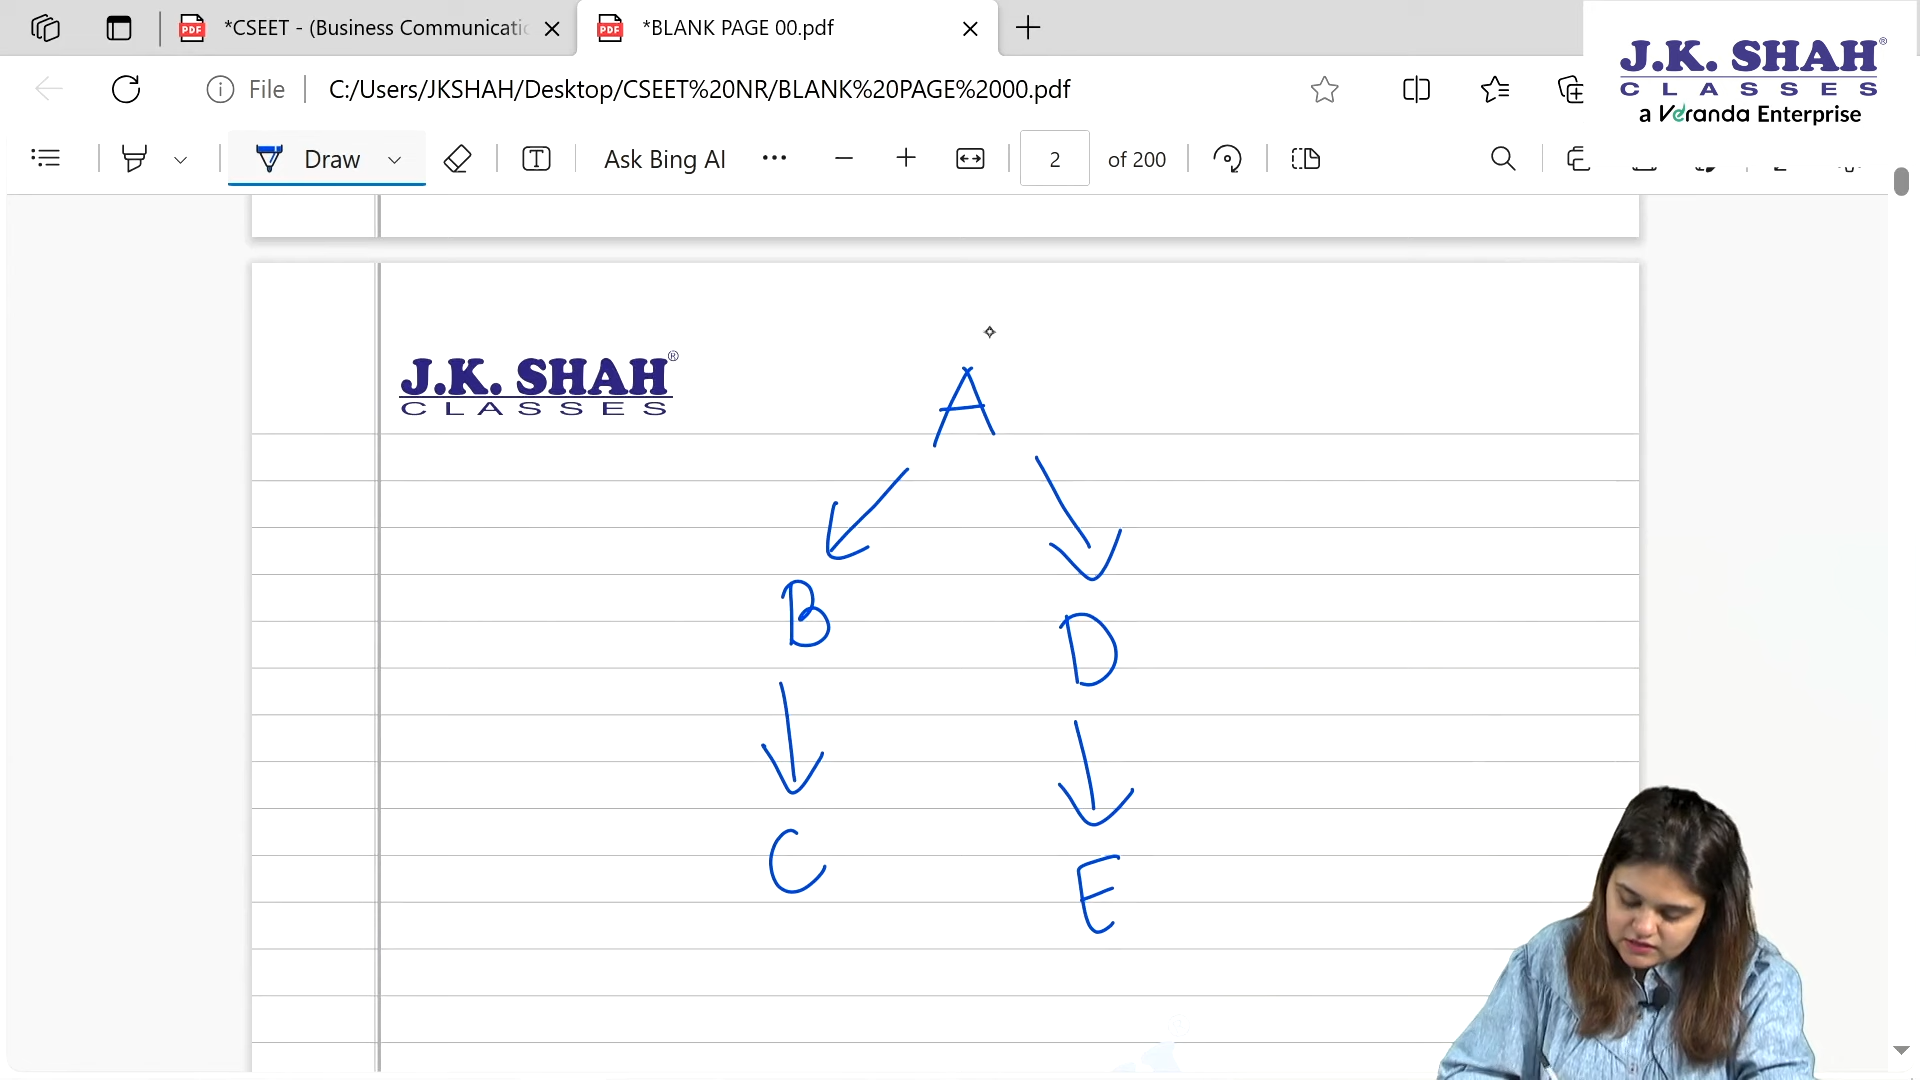 *CSEET - (Business Communicatio
*BLANK PAGE 00.pdf
File
C:/Users/JKSHAH/Desktop/CSEET%20NR/BLANK%20PAGE%2000.pdf
J.K. SHAH®
CLASSES
a Veranda Enterprise
Draw
T
Ask Bing AI
2
of 200
J.K. SHAH®
CLASSES
A
B
D
C
E